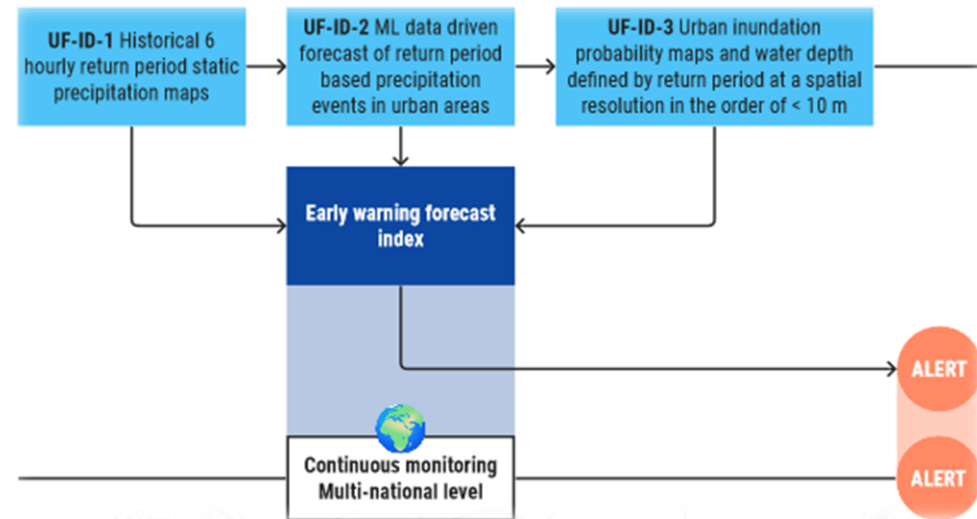 UF-ID-1 Historical 6
hourly return period static
precipitation maps
UF-ID-2 ML data driven
forecast of return period
based precipitation
events in urban areas
UF-ID-3 Urban inundation
probability maps and water depth
defined by return period at a spatial
resolution in the order of < 10 m
Early warning forecast
index
ALERT
Continuous monitoring
Multi-national level
ALERT